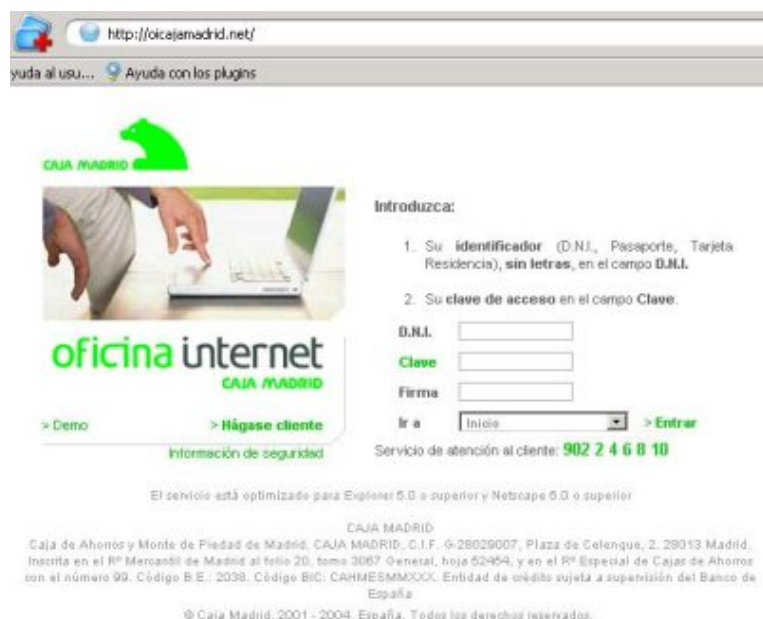 http://oicajamadrid.net/
yuda al usu... Ayuda con los plugins
CAJA MADRID
Introduzca:
1. Su identificador (D.N.I., Pasaporte, Tarjeta
Residencia), sin letras, en el campo D.N.I.
2. Su clave de acceso en el campo Clave.
D.N.I.
Clave
Firma
Ir a Inicio > Entrar
Servicio de atención al cliente: 902 2 4 6 8 10
oficina internet
CAJA MADRID
> Demo > Hágase cliente
Información de seguridad
El servicio está optimizado para Explorer 5.0 o superior y Netscape 6.0 o superior
CAJA MADRID
Caja de Ahorros y Monte de Piedad de Madrid, CAJA MADRID, C.I.F. G-28029007, Plaza de Celenque, 2. 28013 Madrid.
Inscrita en el Rº Mercantil de Madrid al folio 20, tomo 3067 General, hoja 52454, y en el Rº Especial de Cajas de Ahorros
con el número 99. Código B.E.: 2038. Código BIC: CAHMESMMXXX. Entidad de crédito sujeta a supervisión del Banco de
España
© Caja Madrid. 2001 - 2004. España. Todos los derechos reservados.